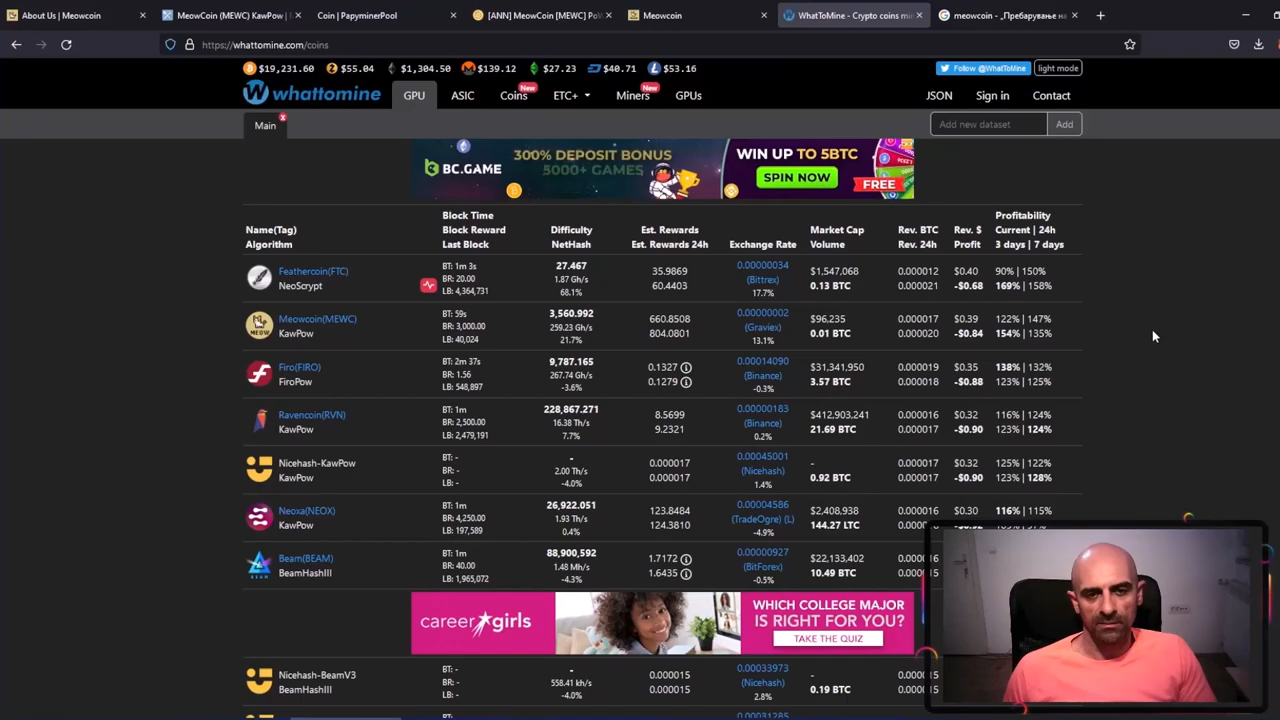 About Us | Meowcoin
MeowCoin (MEWC) KawPow |
Coin | PapyminerPool
[ANN] MeowCoin [MEWC] PoW
Meowcoin
WhatToMine - Crypto coins mi
meowcoin - „Пребарување на
https://whattomine.com/coins
$19,231.60 $55.04 $1,304.50 $139.12 $27.23 $40.71 $53.16
Follow @WhatToMine light mode
whattomine
GPU ASIC Coins New ETC+ Miners New GPUs JSON Sign in Contact
Main x
Add new dataset Add
BC.GAME 300% DEPOSIT BONUS 5000+ GAMES WIN UP TO 5BTC SPIN NOW FREE
Name(Tag) Algorithm
Block Time Block Reward Last Block
Difficulty NetHash
Est. Rewards Est. Rewards 24h
Exchange Rate
Market Cap Volume
Rev. BTC Rev. 24h
Rev. $ Profit
Profitability Current | 24h 3 days | 7 days
Feathercoin(FTC) BT: 1m 3s 27.467 35.9869 0.00000034 $1,547,068 0.000012 $0.40 90% | 150%
NeoScrypt BR: 20.00 1.87 Gh/s 60.4403 (Bittrex) 0.13 BTC 0.000021 -$0.68 169% | 158%
LB: 4,364,731 68.1% 17.7%
Meowcoin(MEWC) BT: 59s 3,560.992 660.8508 0.00000002 $96,235 0.000017 $0.39 122% | 147%
KawPow BR: 3,000.00 259.23 Gh/s 804.0801 (Graviex) 0.01 BTC 0.000020 -$0.84 154% | 135%
LB: 40,024 21.7% 13.1%
Firo(FIRO) BT: 2m 37s 9,787.165 0.1327 0.00014090 $31,341,950 0.000019 $0.35 138% | 132%
FiroPow BR: 1.56 267.74 Gh/s 0.1279 (Binance) 3.57 BTC 0.000018 -$0.88 123% | 125%
LB: 548,897 -3.6% -0.3%
Ravencoin(RVN) BT: 1m 228,867.271 8.5699 0.00000183 $412,903,241 0.000016 $0.32 116% | 124%
KawPow BR: 2,500.00 16.38 Th/s 9.2321 (Binance) 21.69 BTC 0.000017 -$0.90 123% | 124%
LB: 2,479,191 7.7% 0.2%
Nicehash-KawPow BT: - - 0.000017 0.00045001 - 0.000017 $0.32 125% | 122%
KawPow BR: - 2.00 Th/s 0.000017 (Nicehash) 0.92 BTC 0.000017 -$0.90 123% | 128%
LB: - -4.0% 1.4%
Neoxa(NEOX) BT: 1m 26,922.051 123.8484 0.00004586 $2,408,938 0.000016 $0.30 116% | 115%
KawPow BR: 4,250.00 1.93 Th/s 124.3810 (TradeOgre) (L) 144.27 LTC
LB: 197,589 0.4% -4.9%
Beam(BEAM) BT: 1m 88,900,592 1.7172 0.00000927 $22,133,402
BeamHashIII BR: 40.00 1.48 Mh/s 1.6435 (BitForex) 10.49 BTC
LB: 1,965,072 -4.3% -0.5%
career girls WHICH COLLEGE MAJOR IS RIGHT FOR YOU? TAKE THE QUIZ
Nicehash-BeamV3 BT: - - 0.000015 0.00033973 -
BeamHashIII BR: - 558.41 kh/s 0.000015 (Nicehash) 0.19 BTC
LB: - -4.0% 2.8%
0.00031285